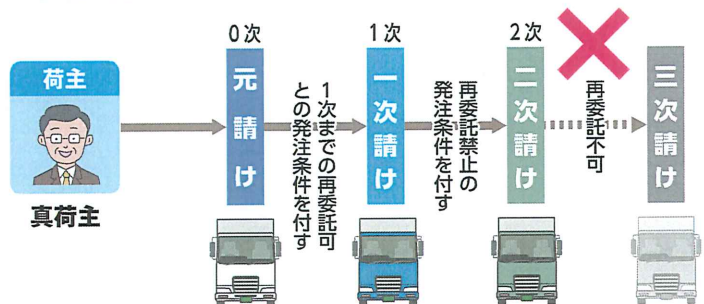 荷主
真荷主
0次
元請け
1次までの再委託可
との発注条件を付す
1次
一次請け
再委託禁止の
発注条件を付す
2次
二次請け
再委託不可
三次請け